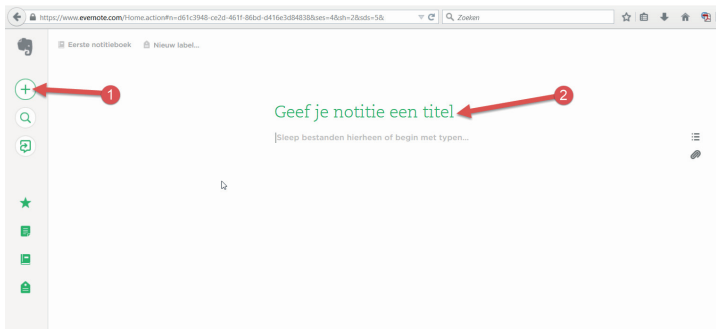 https://www.evernote.com/Home.action#n=d61c3948-ce2d-461f-86bd-d416e3d84838&ses=4&sh=2&sds=5&
Zoeken
Eerste notitieboek
Nieuw label...
1
2
Geef je notitie een titel
Sleep bestanden hierheen of begin met typen...